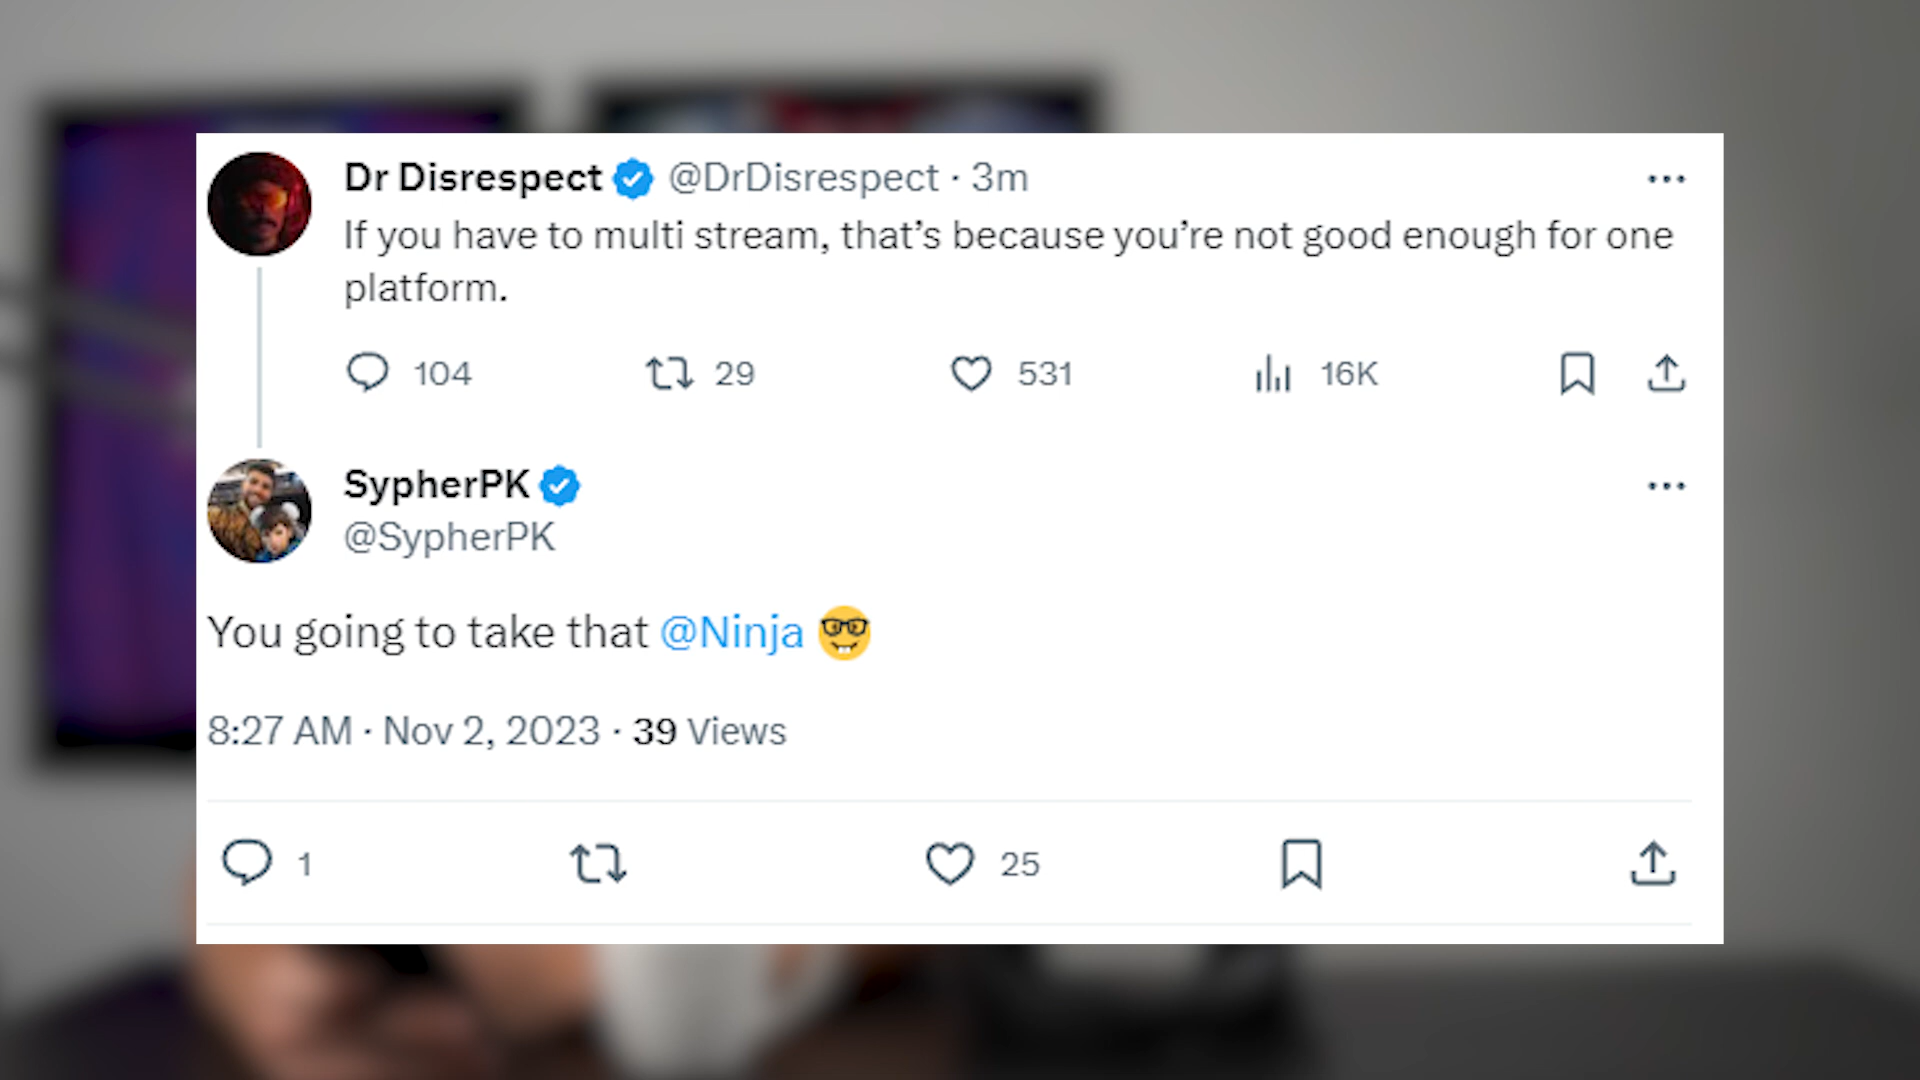 Dr Disrespect @DrDisrespect · 3m
If you have to multi stream, that’s because you’re not good enough for one
platform.
104 29 531 16K
SypherPK
@SypherPK
You going to take that @Ninja 🤓
8:27 AM · Nov 2, 2023 · 39 Views
1 25